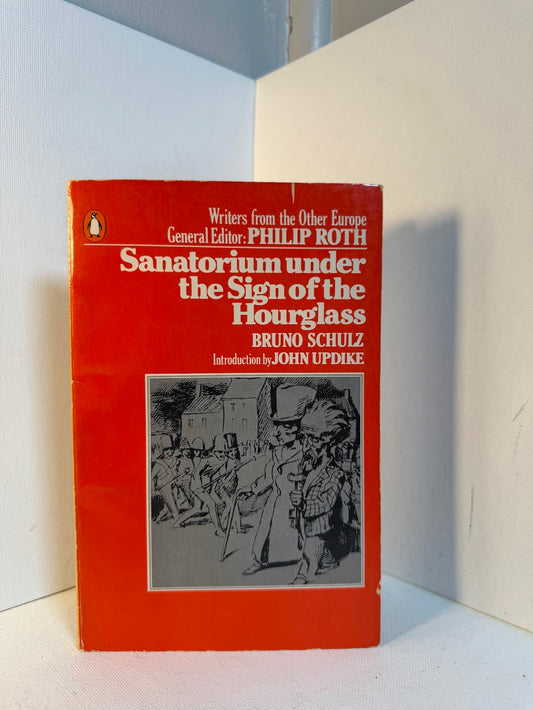 Writers from the Other Europe
General Editor: PHILIP ROTH
Sanatorium under
the Sign of the
Hourglass
BRUNO SCHULZ
Introduction by JOHN UPDIKE